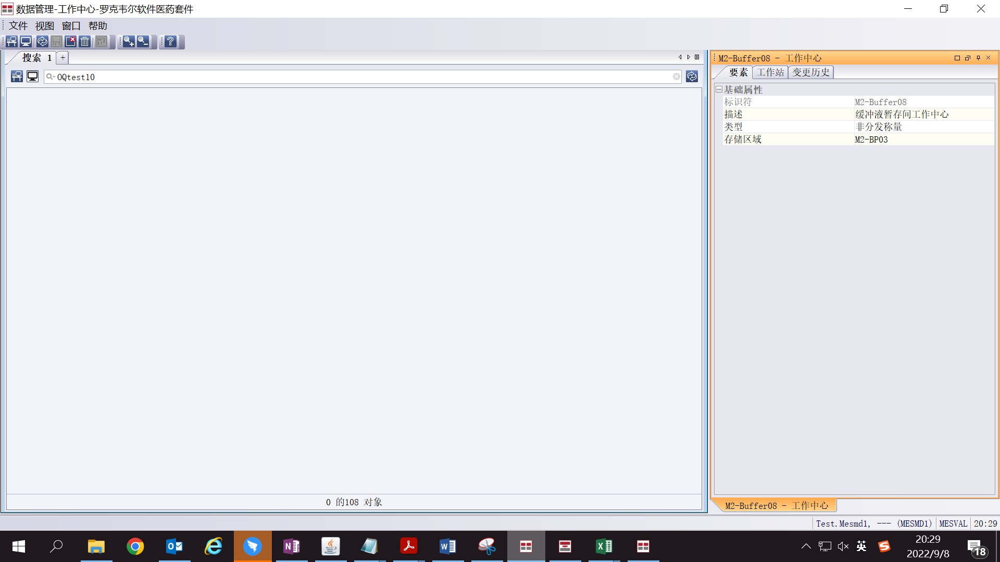 数据管理-工作中心-罗克韦尔软件医药套件
文件 视图 窗口 帮助
搜索 1 +
OQtest10
0 的108 对象
M2-Buffer08 - 工作中心
要素 工作站 变更历史
基础属性
标识符 M2-Buffer08
描述 缓冲液暂存间工作中心
类型 非分发称量
存储区域 M2-BP03
M2-Buffer08 - 工作中心
Test.Mesmd1, --- (MESMD1) MESVAL 20:29
英
20:29
2022/9/8
18